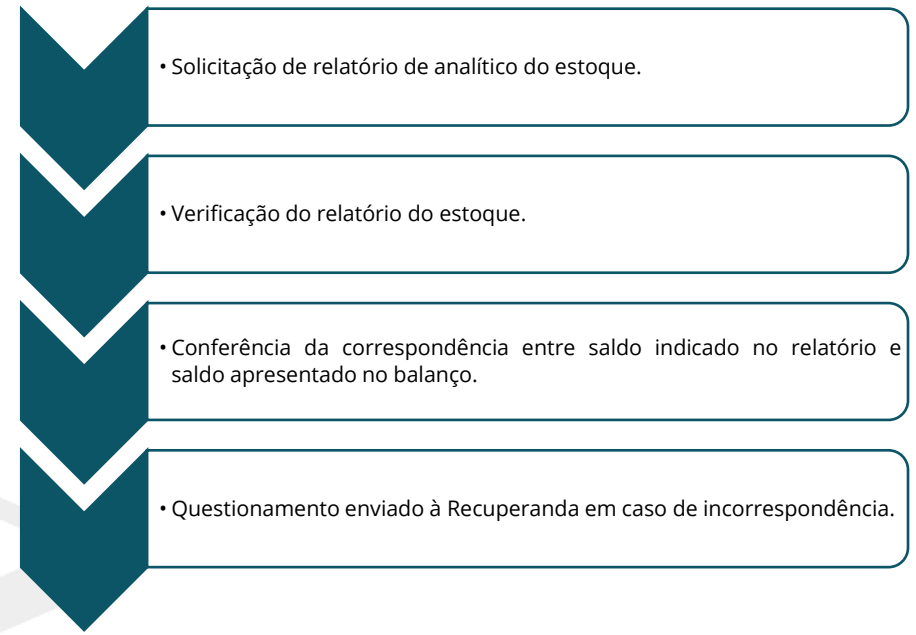 • Solicitação de relatório de analítico do estoque.
• Verificação do relatório do estoque.
• Conferência da correspondência entre saldo indicado no relatório e
saldo apresentado no balanço.
• Questionamento enviado à Recuperanda em caso de incorrespondência.